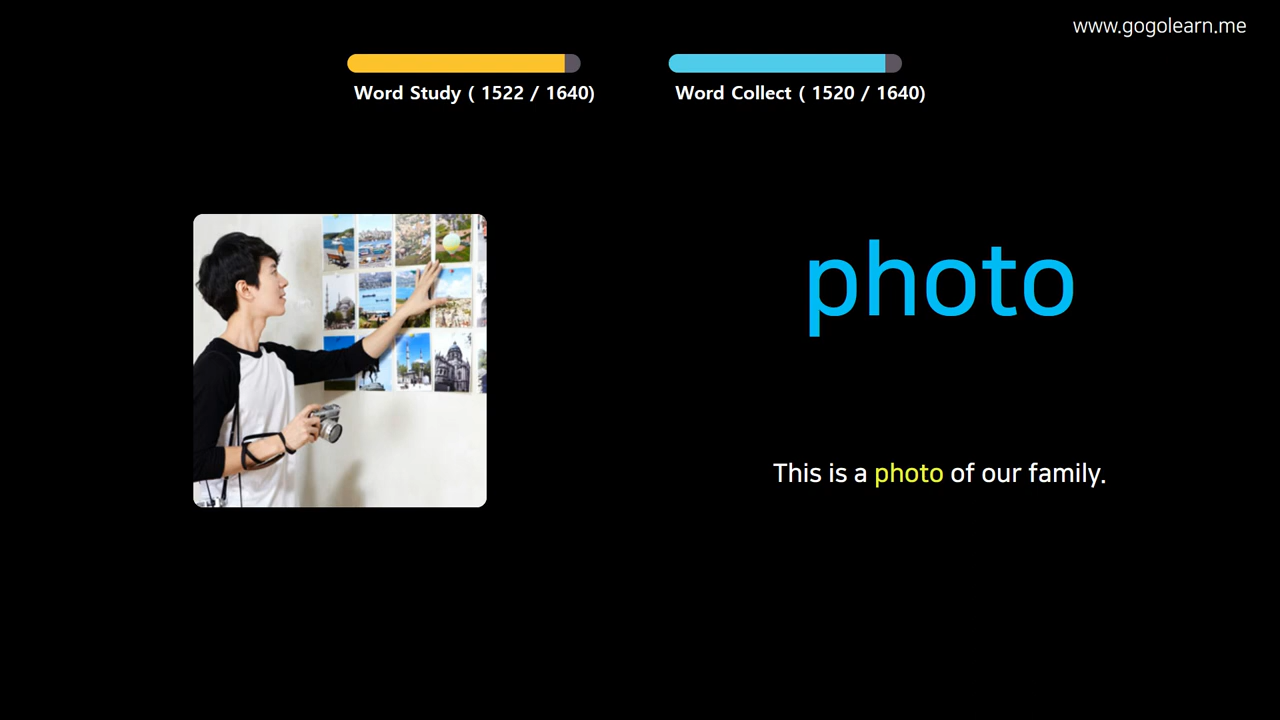 www.gogolearn.me
Word Study ( 1522 / 1640)
Word Collect ( 1520 / 1640)
photo
This is a photo of our family.